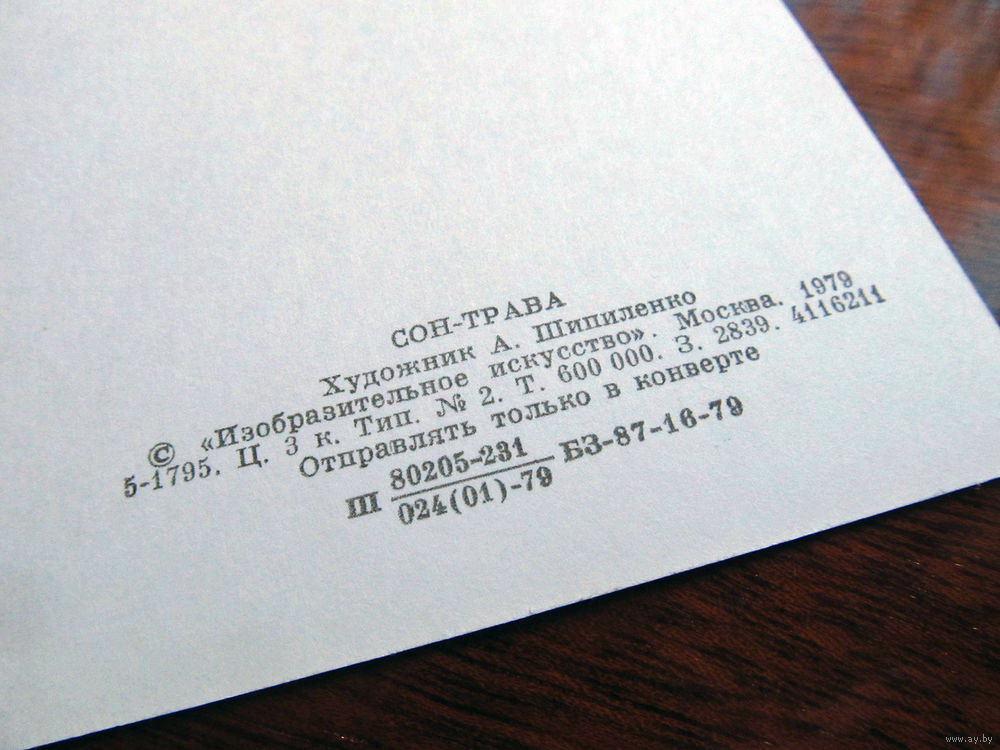 СОН-ТРАВА
Художник А. Шипиленко
© «Изобразительное искусство». Москва. 1979
5-1795. Ц. 3 к. Тип. № 2. Т. 600 000. З. 2839. 4116211
Отправлять только в конверте
Ш 80205-231 БЗ-87-16-79
024(01)-79
www.ay.by